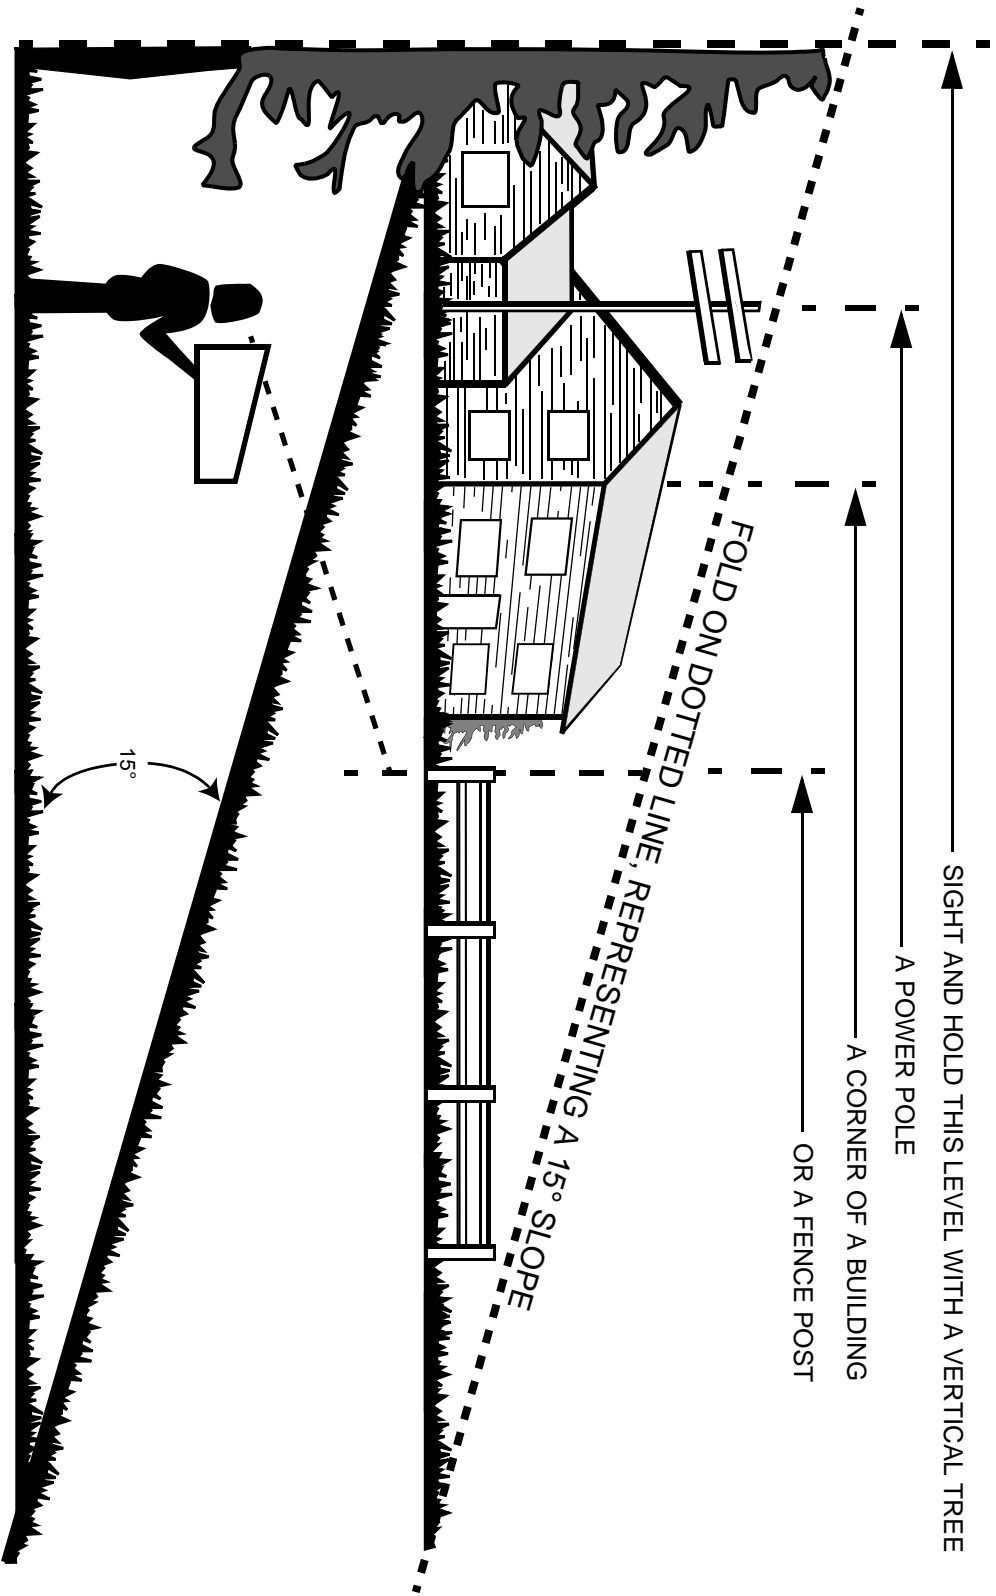 SIGHT AND HOLD THIS LEVEL WITH A VERTICAL TREE
A POWER POLE
A CORNER OF A BUILDING
OR A FENCE POST
FOLD ON DOTTED LINE, REPRESENTING A 15° SLOPE
15°